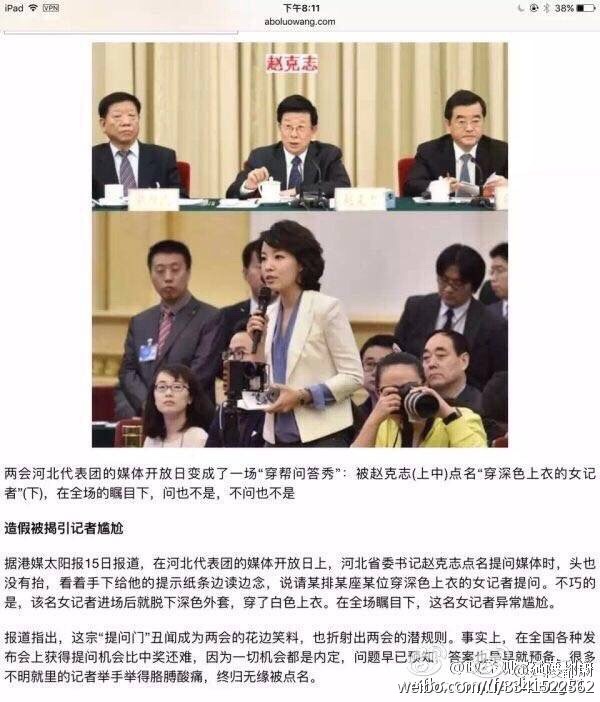 iPad VPN 下午8:11 38%
aboluowang.com
赵克志
两会河北代表团的媒体开放日变成了一场“穿帮问答秀”：被赵克志(上中)点名“穿深色上衣的女记
者”(下)，在全场的瞩目下，问也不是，不问也不是
造假被揭引记者尴尬
据港媒太阳报15日报道，在河北代表团的媒体开放日上，河北省委书记赵克志点名提问媒体时，头也
没有抬，看着手下给他的提示纸条边读边念，说请某排某座某位穿深色上衣的女记者提问。不巧的
是，该名女记者进场后就脱下深色外套，穿了白色上衣。在全场瞩目下，这名女记者异常尴尬。
报道指出，这宗“提问门”丑闻成为两会的花边笑料，也折射出两会的潜规则。事实上，在全国各种发
布会上获得提问机会比中奖还难，因为一切机会都是内定，问题早已预知，答案也是早就预备。很多
不明就里的记者举手举得胳膊酸痛，终归无缘被点名。
weibo.com/u/3341522562